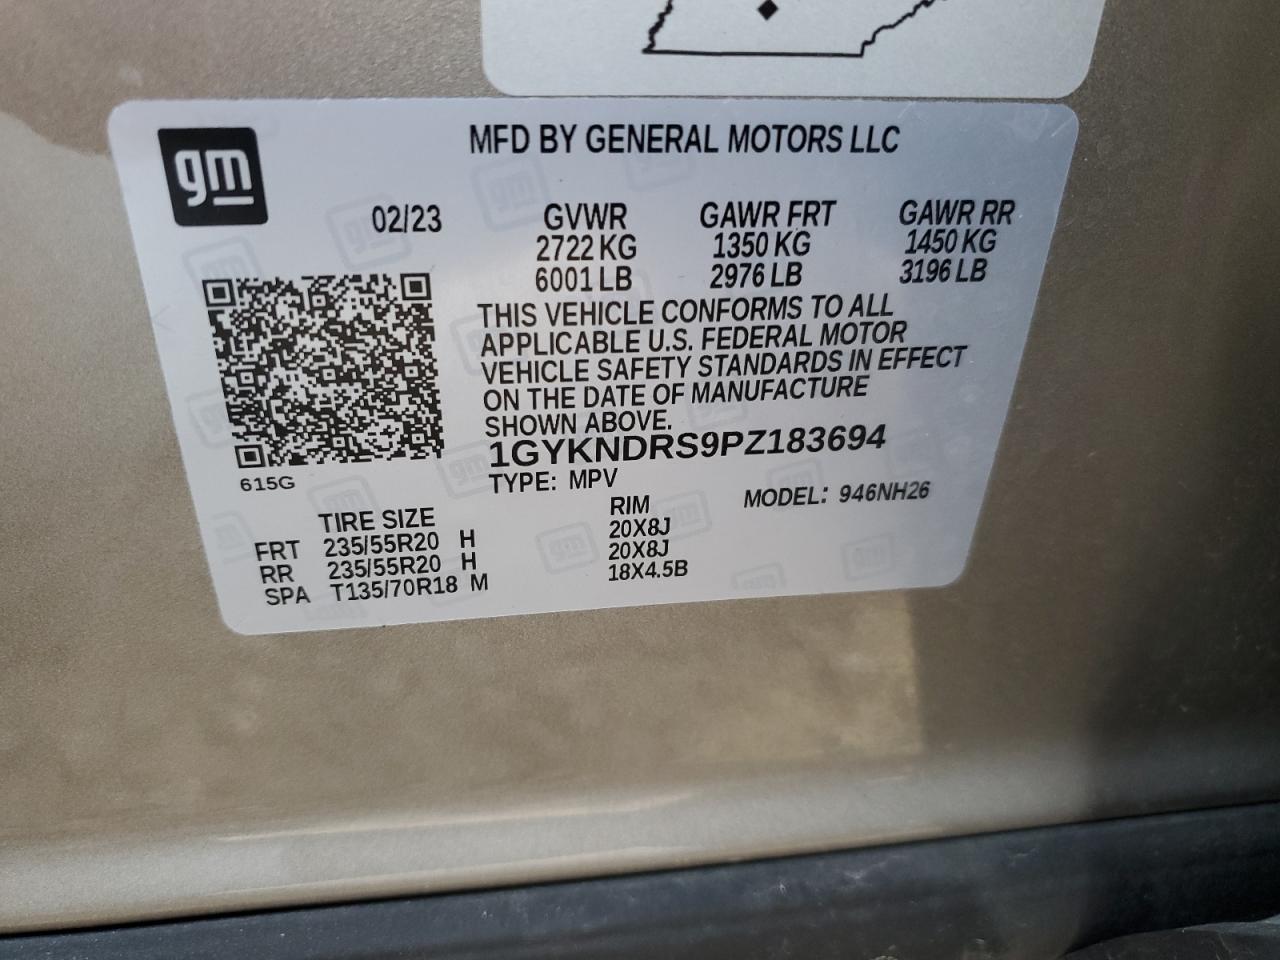 gm
MFD BY GENERAL MOTORS LLC
02/23 GVWR GAWR FRT GAWR RR
2722 KG 1350 KG 1450 KG
6001 LB 2976 LB 3196 LB
THIS VEHICLE CONFORMS TO ALL
APPLICABLE U.S. FEDERAL MOTOR
VEHICLE SAFETY STANDARDS IN EFFECT
ON THE DATE OF MANUFACTURE
SHOWN ABOVE.
1GYKNDRS9PZ183694
615G
TYPE: MPV MODEL: 946NH26
TIRE SIZE RIM
FRT 235/55R20 H 20X8J
RR 235/55R20 H 20X8J
SPA T135/70R18 M 18X4.5B